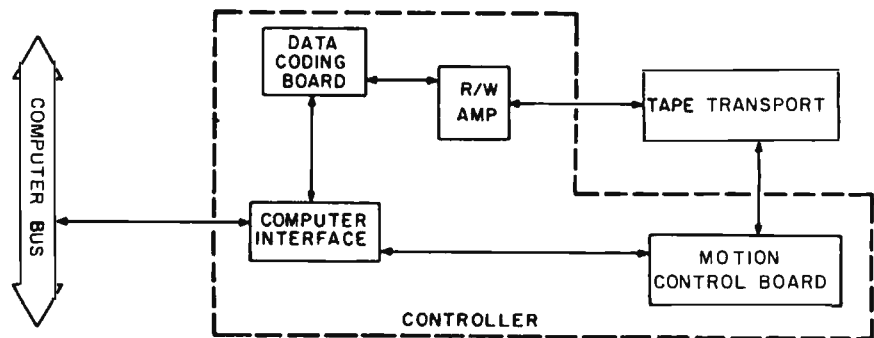 DATA
CODING
BOARD
R/W
AMP
TAPE TRANSPORT
COMPUTER BUS
COMPUTER
INTERFACE
MOTION
CONTROL BOARD
CONTROLLER